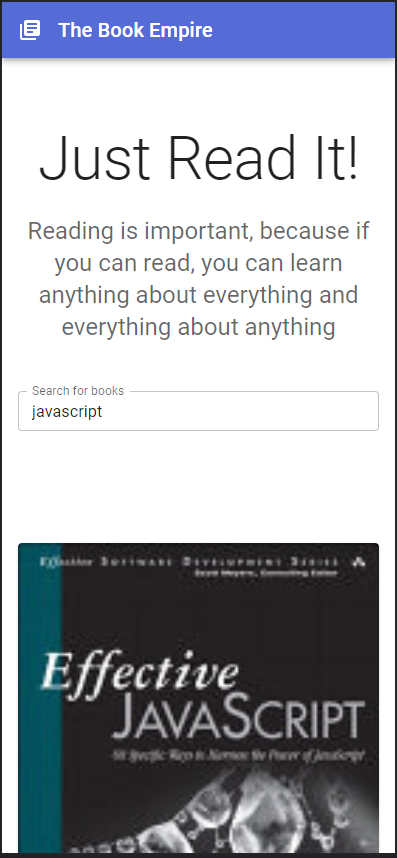 The Book Empire
Just Read It!
Reading is important, because if
you can read, you can learn
anything about everything and
everything about anything
Search for books
javascript
Effective SOFTWARE DEVELOPMENT SERIES
Scott Meyers, Consulting Editor
Effective
JAVASCRIPT
68 Specific Ways to Harness the Power of JavaScript